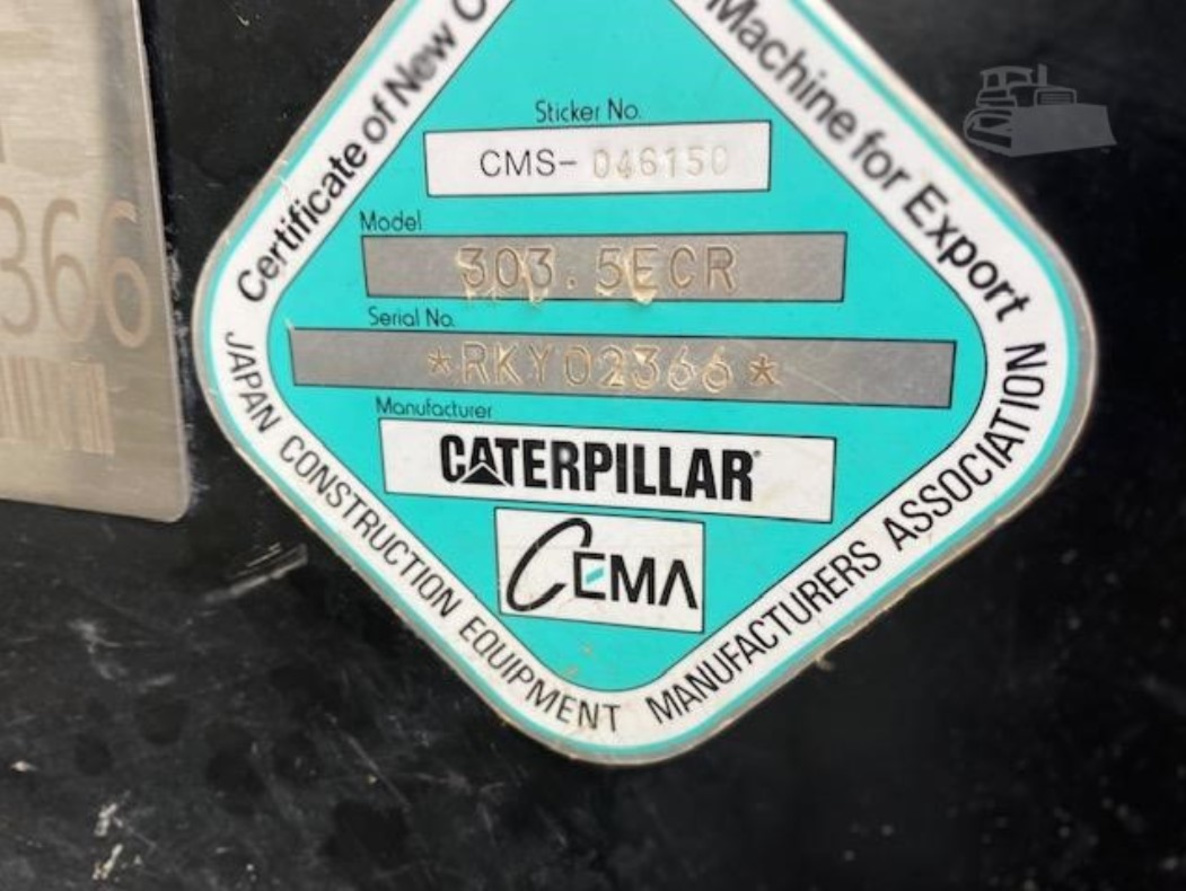 Certificate of New
Machine for Export
Sticker No.
CMS- 046150
Model
303.5ECR
Serial No.
*RKY02366*
Manufacturer
CATERPILLAR
CEMA
JAPAN CONSTRUCTION EQUIPMENT MANUFACTURERS ASSOCIATION
366